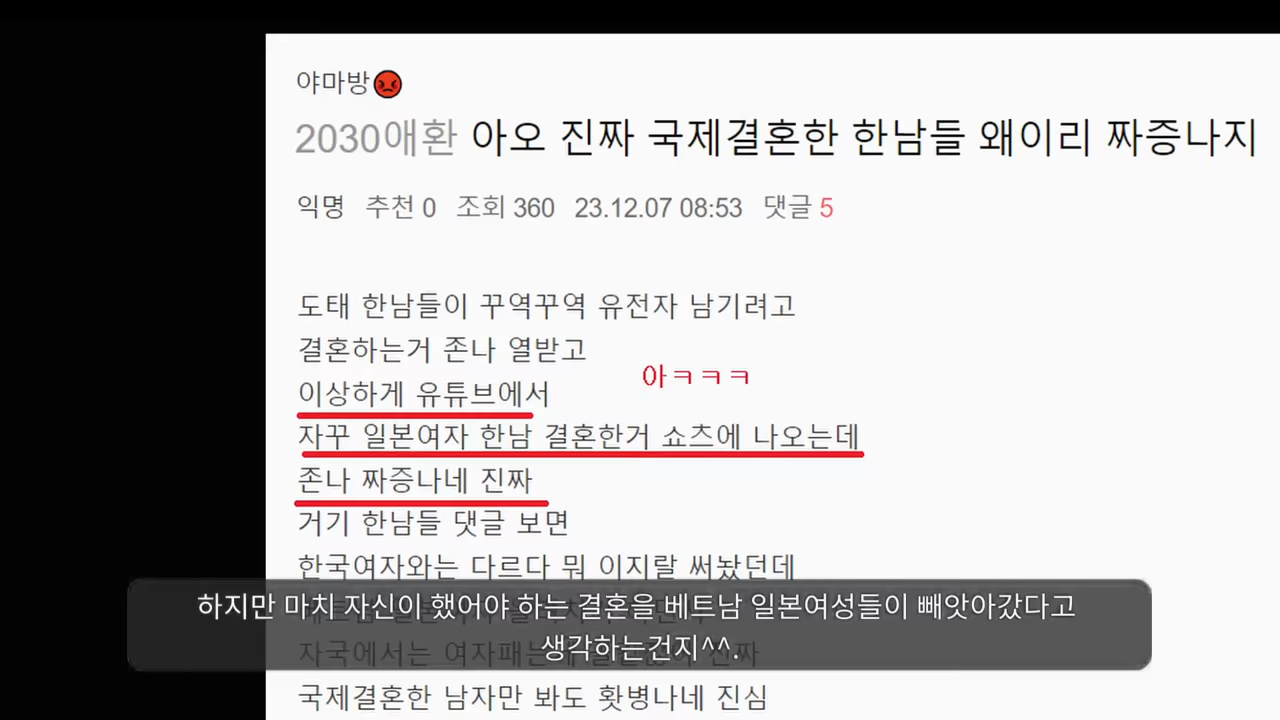 야마방😡
2030애환 아오 진짜 국제결혼한 한남들 왜이리 짜증나지
익명 추천 0 조회 360 23.12.07 08:53 댓글 5
도태 한남들이 꾸역꾸역 유전자 남기려고
결혼하는거 존나 열받고
아ㅋㅋㅋ
이상하게 유튜브에서
자꾸 일본여자 한남 결혼한거 쇼츠에 나오는데
존나 짜증나네 진짜
거기 한남들 댓글 보면
한국여자와는 다르다 뭐 이지랄 써놨던데
하지만 마치 자신이 했어야 하는 결혼을 베트남 일본여성들이 빼앗아갔다고
생각하는건지^^.
자국에서는 여자패는
국제결혼한 남자만 봐도 홧병나네 진심